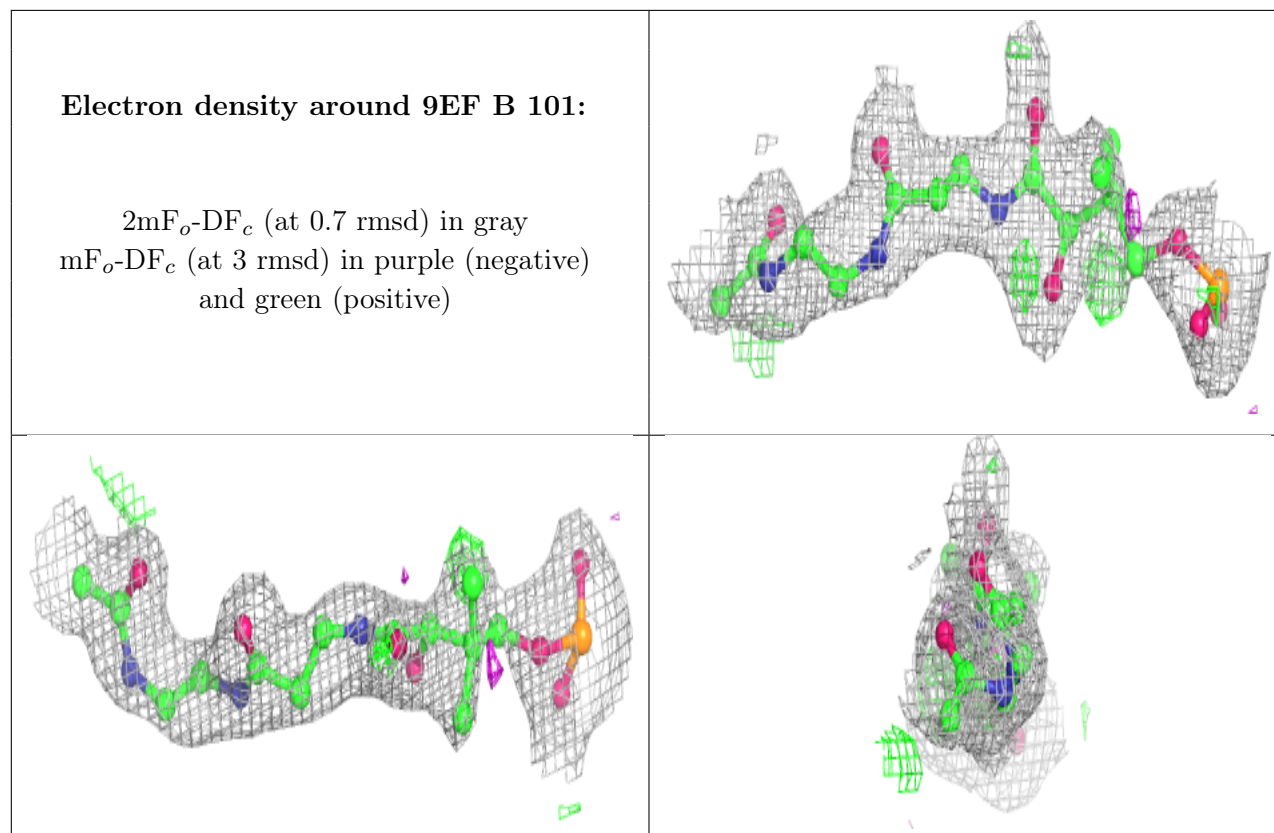 Electron density around 9EF B 101:
2mFₒ-DF𝒸 (at 0.7 rmsd) in gray
mFₒ-DF𝒸 (at 3 rmsd) in purple (negative)
and green (positive)